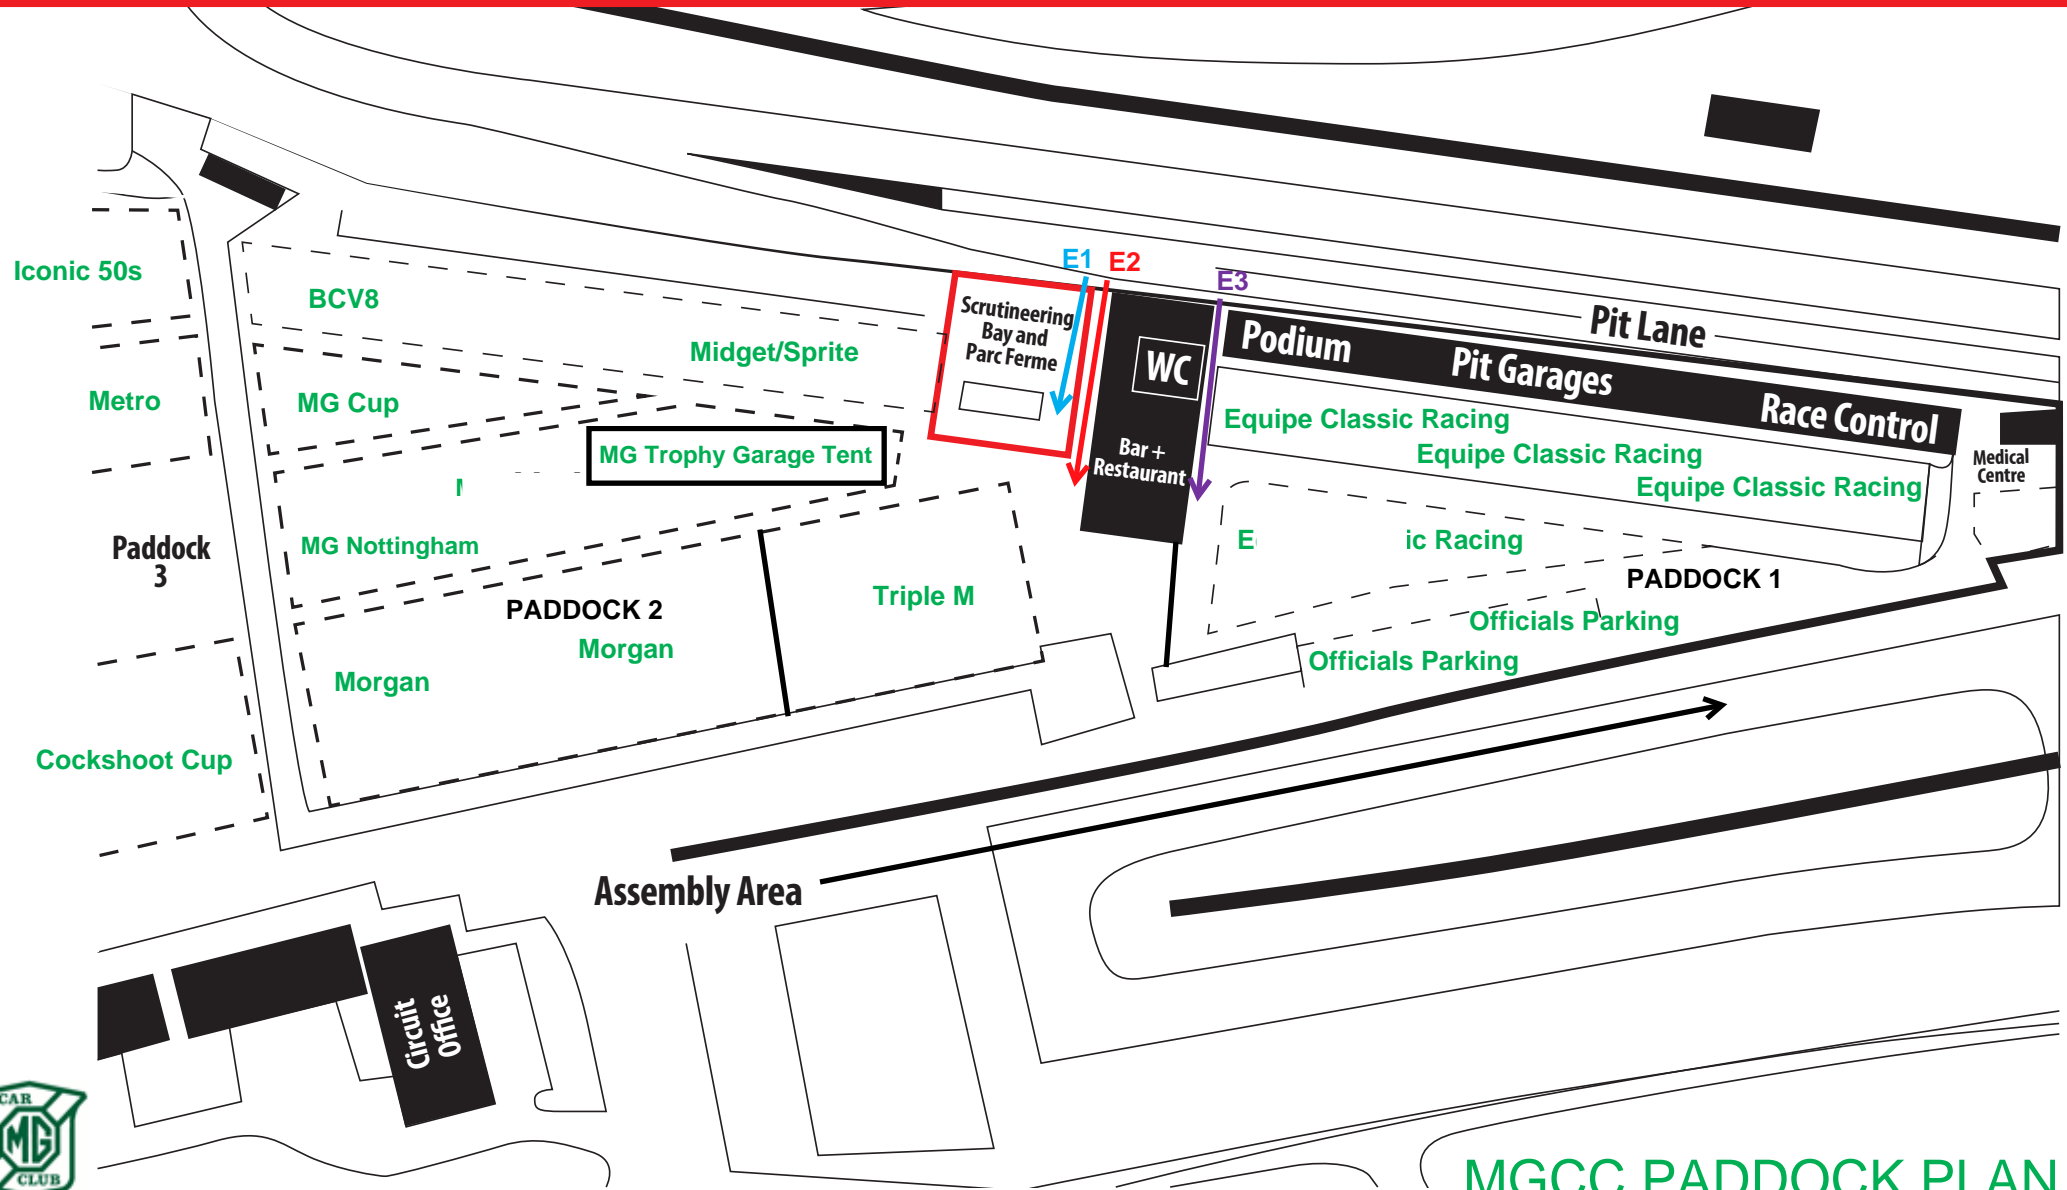 Iconic 50s
BCV8
Midget/Sprite
Metro
MG Cup
MG Trophy Garage Tent
MG Nottingham
Paddock
3
PADDOCK 2
Morgan
Morgan
Triple M
Cockshoot Cup
E1
E2
E3
Scrutineering
Bay and
Parc Ferme
WC
Bar +
Restaurant
Pit Lane
Podium
Pit Garages
Race Control
Equipe Classic Racing
Equipe Classic Racing
Equipe Classic Racing
Medical
Centre
ic Racing
PADDOCK 1
Officials Parking
Officials Parking
Assembly Area
Circuit
Office
CAR
MG
CLUB
MGCC PADDOCK PLAN